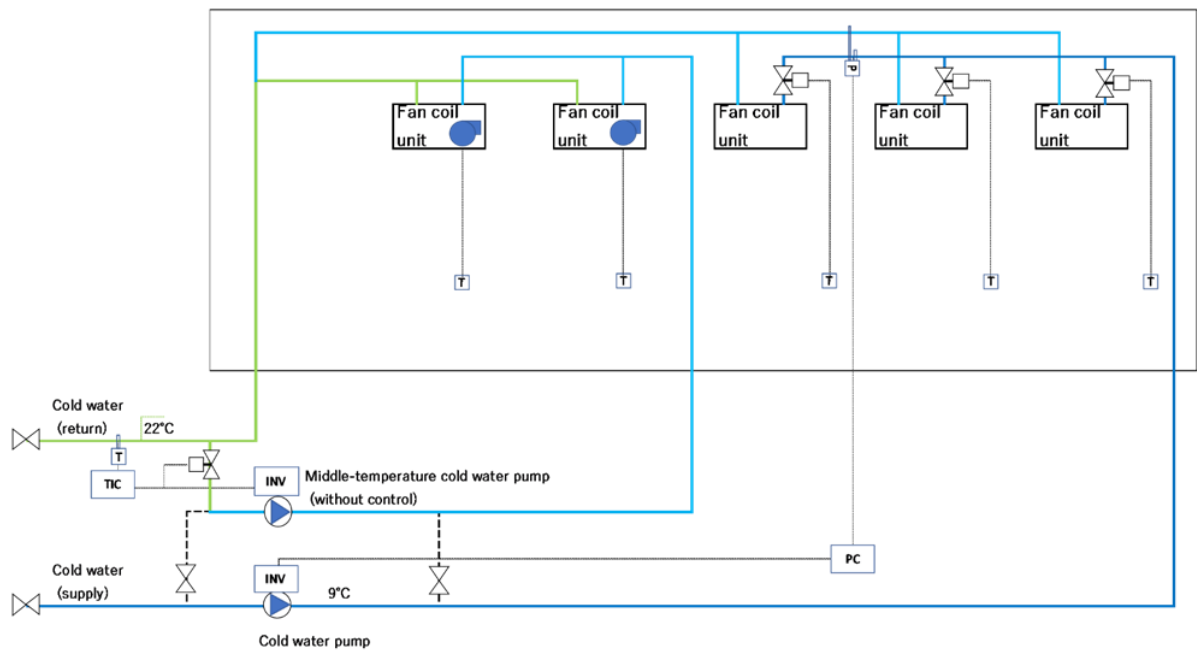 P
Fan coil
unit
Fan coil
unit
Fan coil
unit
Fan coil
unit
Fan coil
unit
T
T
T
T
T
Cold water
(return)
22°C
T
TIC
INV
Middle-temperature cold water pump
(without control)
PC
Cold water
(supply)
INV
9°C
Cold water pump